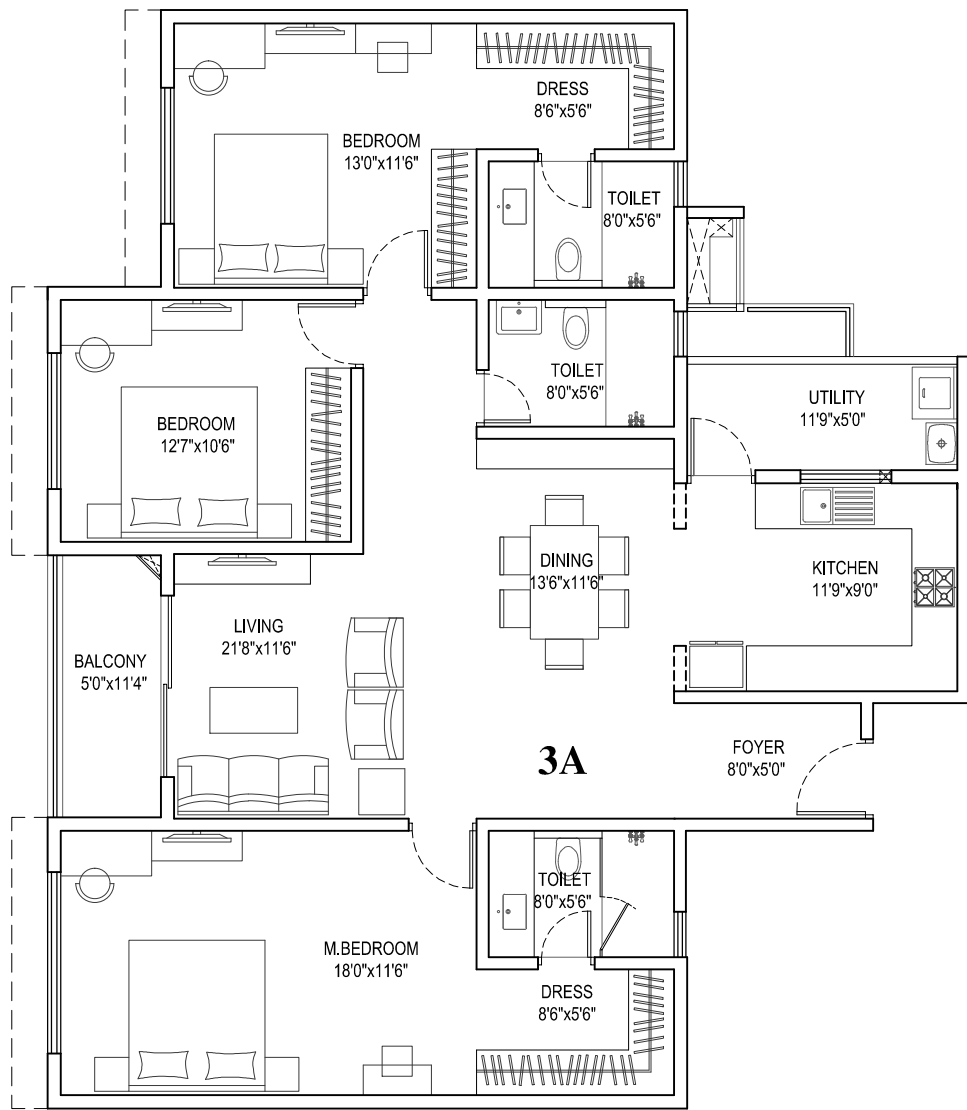 DRESS
8'6"x5'6"
BEDROOM
13'0"x11'6"
TOILET
8'0"x5'6"
TOILET
8'0"x5'6"
UTILITY
11'9"x5'0"
BEDROOM
12'7"x10'6"
DINING
13'6"x11'6"
KITCHEN
11'9"x9'0"
LIVING
21'8"x11'6"
BALCONY
5'0"x11'4"
3A
FOYER
8'0"x5'0"
TOILET
8'0"x5'6"
M.BEDROOM
18'0"x11'6"
DRESS
8'6"x5'6"